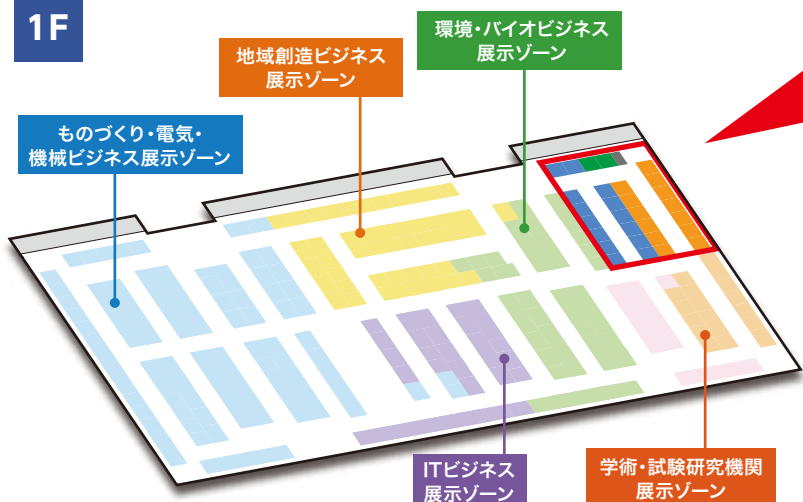 1F
地域創造ビジネス
展示ゾーン
環境・バイオビジネス
展示ゾーン
ものづくり・電気・
機械ビジネス展示ゾーン
ITビジネス
展示ゾーン
学術・試験研究機関
展示ゾーン